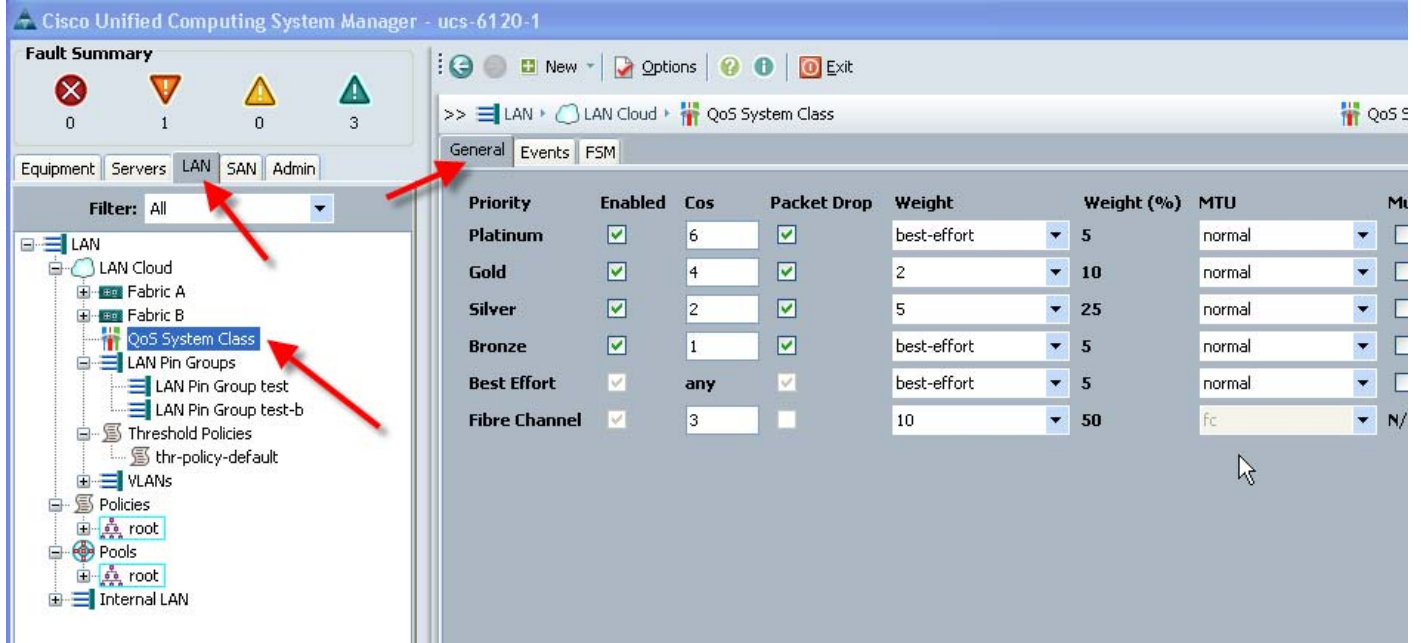 Cisco Unified Computing System Manager - ucs-6120-1
Fault Summary
0 1 0 3
Equipment Servers LAN SAN Admin
Filter: All
LAN
LAN Cloud
Fabric A
Fabric B
QoS System Class
LAN Pin Groups
LAN Pin Group test
LAN Pin Group test-b
Threshold Policies
thr-policy-default
VLANs
Policies
root
Pools
root
Internal LAN
New Options Exit
>> LAN LAN Cloud QoS System Class QoS S
General Events FSM
Priority Enabled Cos Packet Drop Weight Weight (%) MTU Mu
Platinum 6 best-effort 5 normal
Gold 4 2 10 normal
Silver 2 5 25 normal
Bronze 1 best-effort 5 normal
Best Effort any best-effort 5 normal
Fibre Channel 3 10 50 fc N/